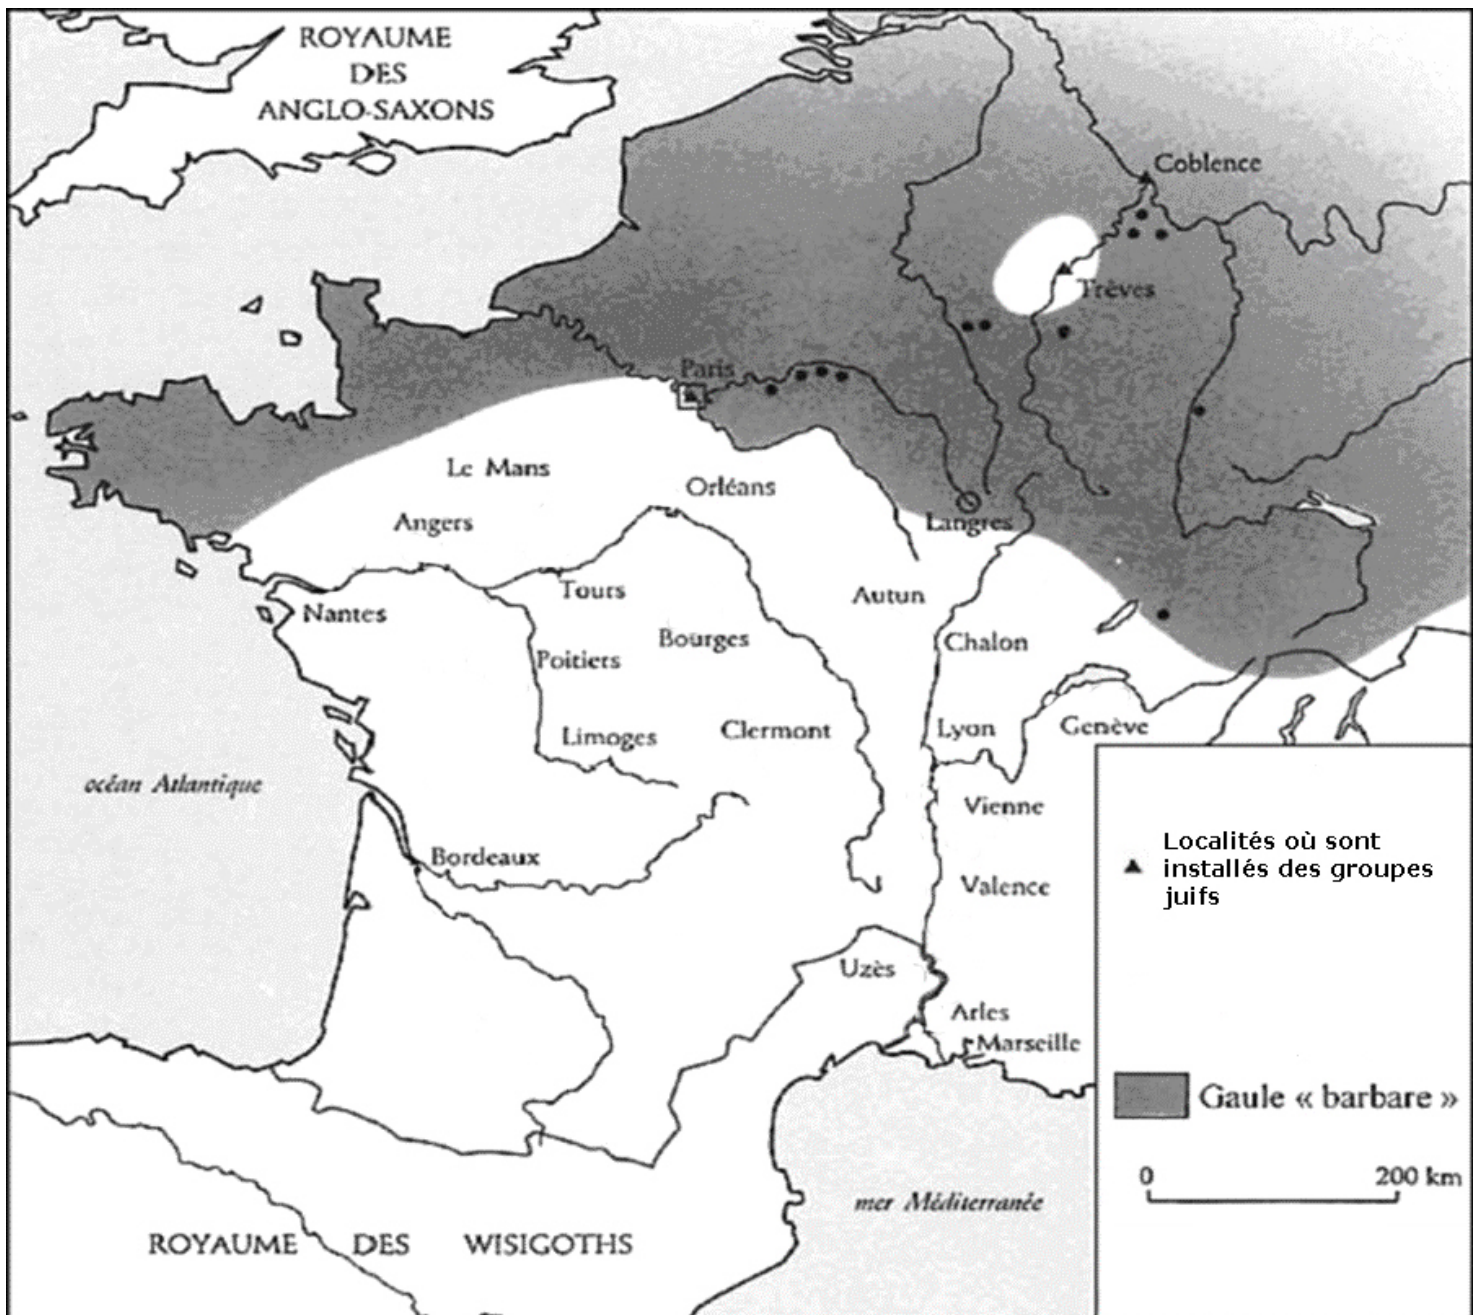 ROYAUME
DES
ANGLO-SAXONS
Coblence
Trèves
Paris
Le Mans
Orléans
Angers
Langres
Tours
Autun
Nantes
Bourges
Chalon
Poitiers
Limoges
Clermont
Lyon
Genève
océan Atlantique
Vienne
Bordeaux
Valence
Uzès
Arles
Marseille
mer Méditerranée
ROYAUME DES WISIGOTHS
Localités où sont
installés des groupes
juifs
Gaule « barbare »
0 200 km